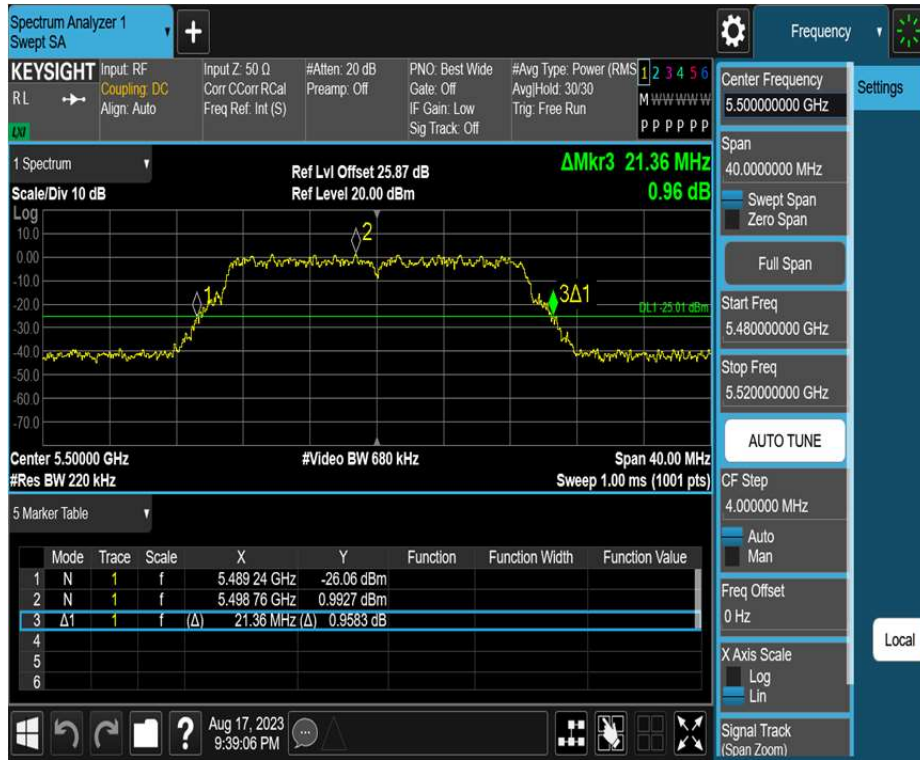 Spectrum Analyzer 1
Swept SA
+
Frequency
KEYSIGHT
RL
LXI
Input: RF
Coupling: DC
Align: Auto
Input Z: 50 Ω
Corr CCorr RCal
Freq Ref: Int (S)
#Atten: 20 dB
Preamp: Off
PNO: Best Wide
Gate: Off
IF Gain: Low
Sig Track: Off
#Avg Type: Power (RMS
Avg|Hold: 30/30
Trig: Free Run
1 2 3 4 5 6
M W W W W W
P P P P P P
1 Spectrum
Scale/Div 10 dB
Ref Lvl Offset 25.87 dB
Ref Level 20.00 dBm
ΔMkr3 21.36 MHz
0.96 dB
Log
10.0
0.00
-10.0
-20.0
-30.0
-40.0
-50.0
-60.0
-70.0
1
2
3Δ1
DL1 -25.01 dBm
Center 5.50000 GHz
#Res BW 220 kHz
#Video BW 680 kHz
Span 40.00 MHz
Sweep 1.00 ms (1001 pts)
5 Marker Table
Mode Trace Scale X Y Function Function Width Function Value
1 N 1 f 5.489 24 GHz -26.06 dBm
2 N 1 f 5.498 76 GHz 0.9927 dBm
3 Δ1 1 f (Δ) 21.36 MHz (Δ) 0.9583 dB
4
5
6
?
Aug 17, 2023
9:39:06 PM
Center Frequency
5.500000000 GHz
Span
40.0000000 MHz
Swept Span
Zero Span
Full Span
Start Freq
5.480000000 GHz
Stop Freq
5.520000000 GHz
AUTO TUNE
CF Step
4.000000 MHz
Auto
Man
Freq Offset
0 Hz
X Axis Scale
Log
Lin
Signal Track
(Span Zoom)
Settings
Local